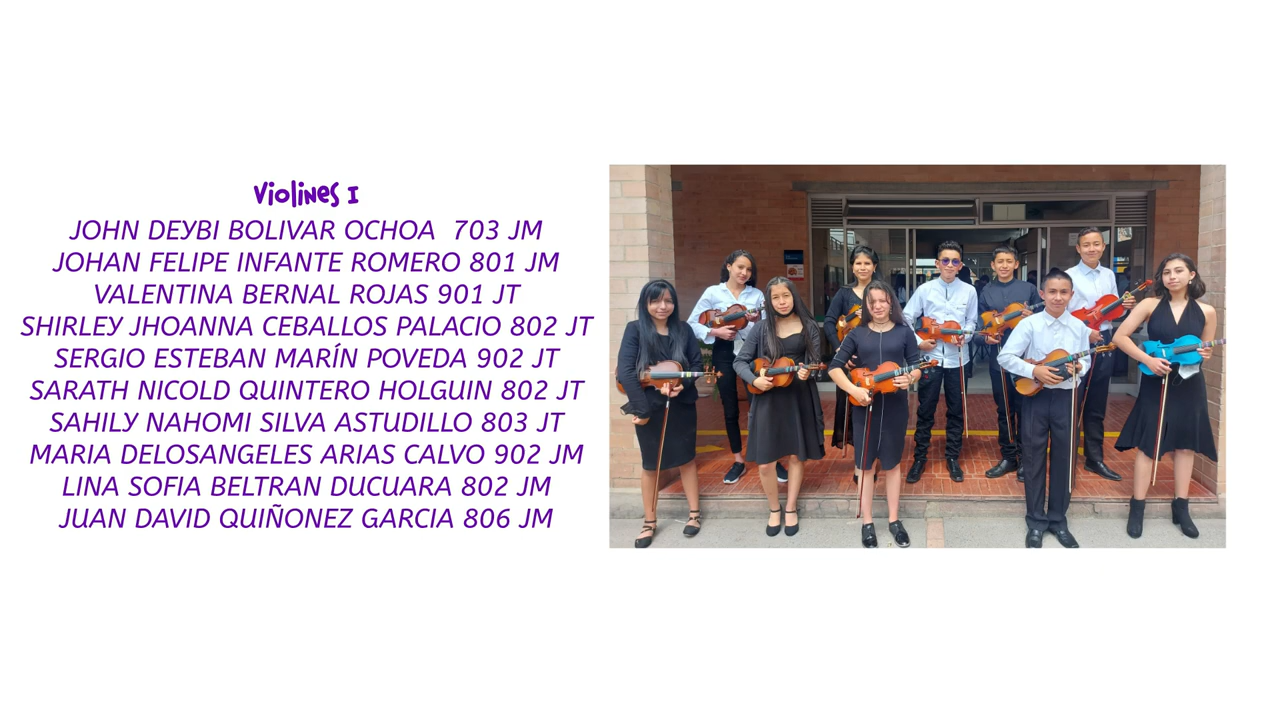 Violines I
JOHN DEYBI BOLIVAR OCHOA  703 JM
JOHAN FELIPE INFANTE ROMERO 801 JM
VALENTINA BERNAL ROJAS 901 JT
SHIRLEY JHOANNA CEBALLOS PALACIO 802 JT
SERGIO ESTEBAN MARÍN POVEDA 902 JT
SARATH NICOLD QUINTERO HOLGUIN 802 JT
SAHILY NAHOMI SILVA ASTUDILLO 803 JT
MARIA DELOSANGELES ARIAS CALVO 902 JM
LINA SOFIA BELTRAN DUCUARA 802 JM
JUAN DAVID QUIÑONEZ GARCIA 806 JM